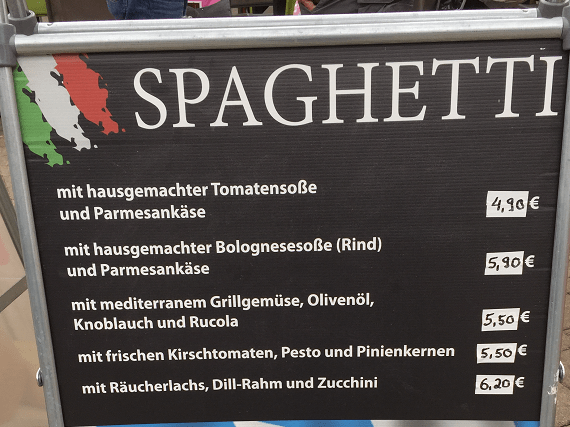 SPAGHETTI
mit hausgemachter Tomatensoße
und Parmesankäse 4,90 €
mit hausgemachter Bolognesesoße (Rind)
und Parmesankäse 5,90 €
mit mediterranem Grillgemüse, Olivenöl,
Knoblauch und Rucola 5,50 €
mit frischen Kirschtomaten, Pesto und Pinienkernen 5,50 €
mit Räucherlachs, Dill-Rahm und Zucchini 6,20 €